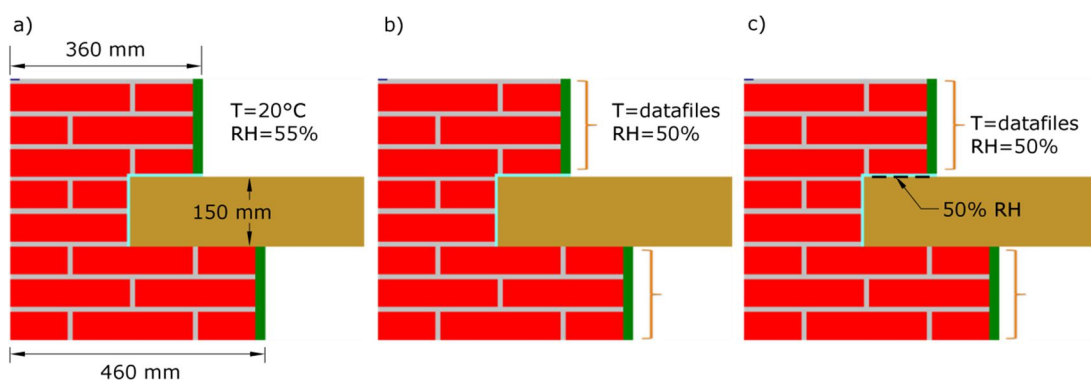 a)
360 mm
T=20°C
RH=55%
150 mm
460 mm
b)
T=datafiles
RH=50%
c)
T=datafiles
RH=50%
50% RH